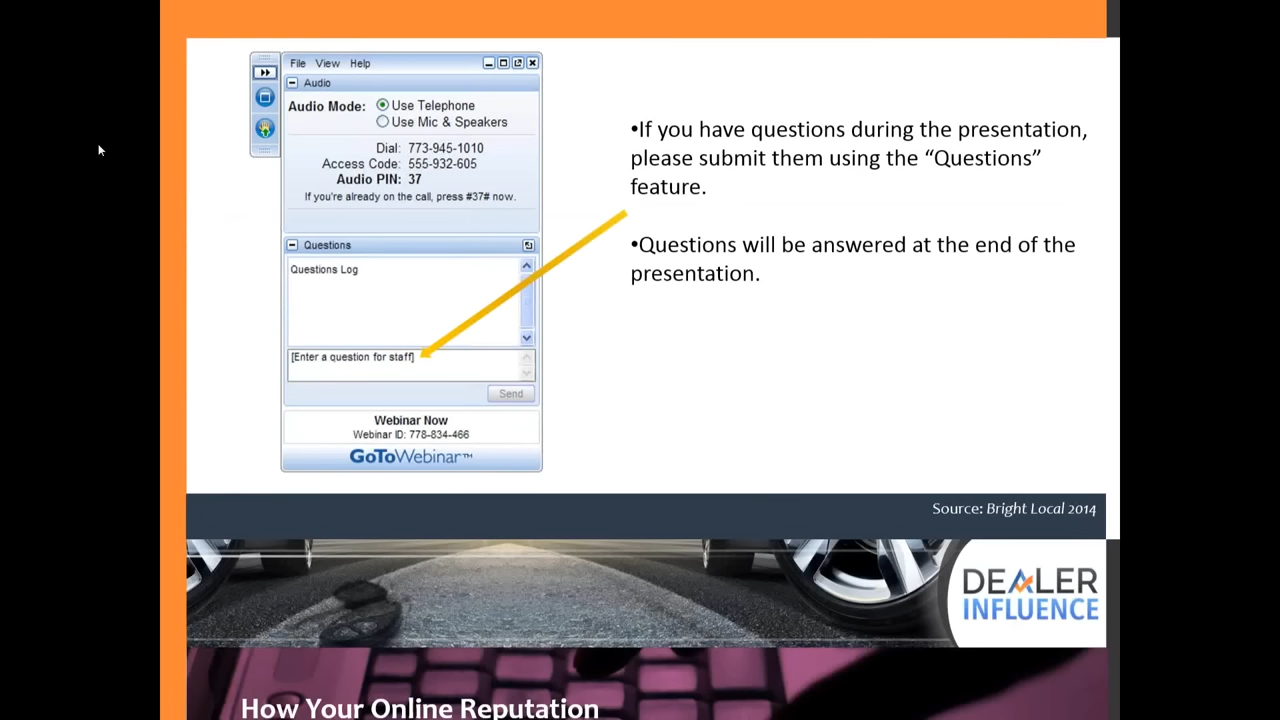 File View Help
Audio
Audio Mode: Use Telephone
Use Mic & Speakers
Dial: 773-945-1010
Access Code: 555-932-605
Audio PIN: 37
If you're already on the call, press #37# now.
Questions
Questions Log
[Enter a question for staff]
Send
Webinar Now
Webinar ID: 778-834-466
GoToWebinar™
•If you have questions during the presentation,
please submit them using the “Questions”
feature.
•Questions will be answered at the end of the
presentation.
Source: Bright Local 2014
DEALER
INFLUENCE
How Your Online Reputation